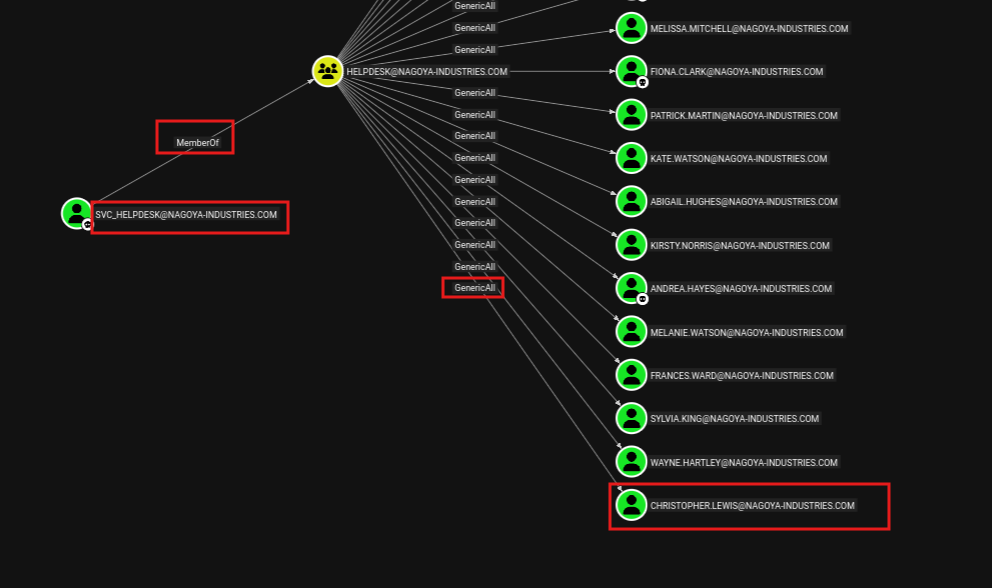 GenericAll
GenericAll
MELISSA.MITCHELL@NAGOYA-INDUSTRIES.COM
GenericAll
HELPDESK@NAGOYA-INDUSTRIES.COM
FIONA.CLARK@NAGOYA-INDUSTRIES.COM
GenericAll
GenericAll
PATRICK.MARTIN@NAGOYA-INDUSTRIES.COM
GenericAll
MemberOf
GenericAll
KATE.WATSON@NAGOYA-INDUSTRIES.COM
GenericAll
GenericAll
ABIGAIL.HUGHES@NAGOYA-INDUSTRIES.COM
SVC_HELPDESK@NAGOYA-INDUSTRIES.COM
GenericAll
GenericAll
KIRSTY.NORRIS@NAGOYA-INDUSTRIES.COM
GenericAll
GenericAll
ANDREA.HAYES@NAGOYA-INDUSTRIES.COM
MELANIE.WATSON@NAGOYA-INDUSTRIES.COM
FRANCES.WARD@NAGOYA-INDUSTRIES.COM
SYLVIA.KING@NAGOYA-INDUSTRIES.COM
WAYNE.HARTLEY@NAGOYA-INDUSTRIES.COM
CHRISTOPHER.LEWIS@NAGOYA-INDUSTRIES.COM